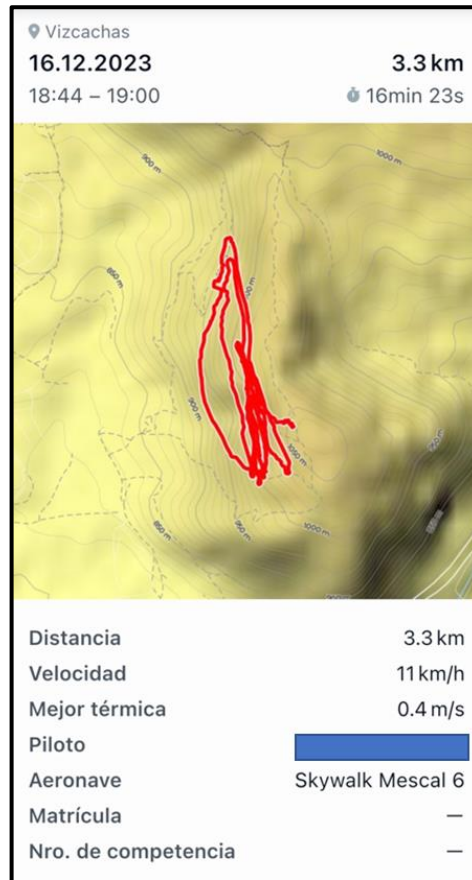 Vizcachas
16.12.2023 3.3 km
18:44 – 19:00 16min 23s
900 m
1000 m
850 m
900 m
1050 m
950 m
850 m
950 m
1000 m
Distancia 3.3 km
Velocidad 11 km/h
Mejor térmica 0.4 m/s
Piloto
Aeronave Skywalk Mescal 6
Matrícula —
Nro. de competencia —